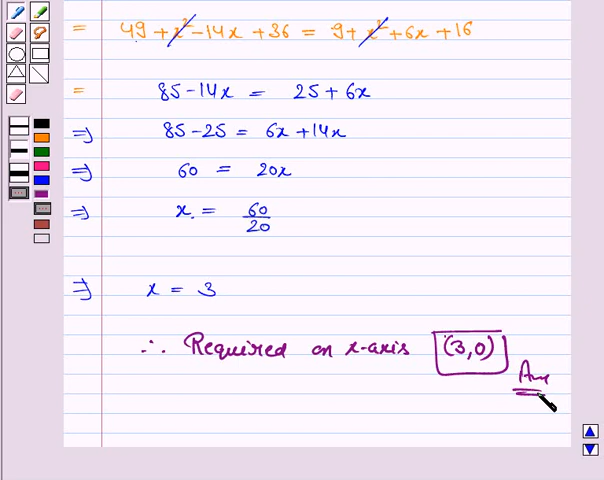 = 49 + x² - 14x + 36 = 9 + x² + 6x + 16
= 85 - 14x = 25 + 6x
⇒ 85 - 25 = 6x + 14x
⇒ 60 = 20x
⇒ x = 60/20
⇒ x = 3
∴ Required on x-axis (3,0)
Ans